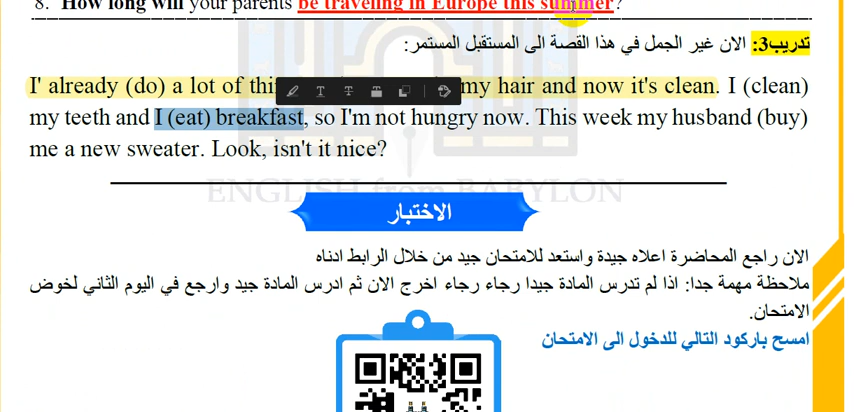 8. How long will your parents be traveling in Europe this summer?
تدريب3: الان غير الجمل في هذا القصة الى المستقبل المستمر:
I' already (do) a lot of my hair and now it's clean. I (clean)
my teeth and I (eat) breakfast, so I'm not hungry now. This week my husband (buy)
me a new sweater. Look, isn't it nice?
ENGLISH from BABYLON
الاختبار
الان راجع المحاضرة اعلاه جيدة واستعد للامتحان جيد من خلال الرابط ادناه
ملاحظة مهمة جدا: اذا لم تدرس المادة جيدا رجاء رجاء اخرج الان ثم ادرس المادة جيد وارجع في اليوم الثاني لخوض
الامتحان.
امسح باركود التالي للدخول الى الامتحان